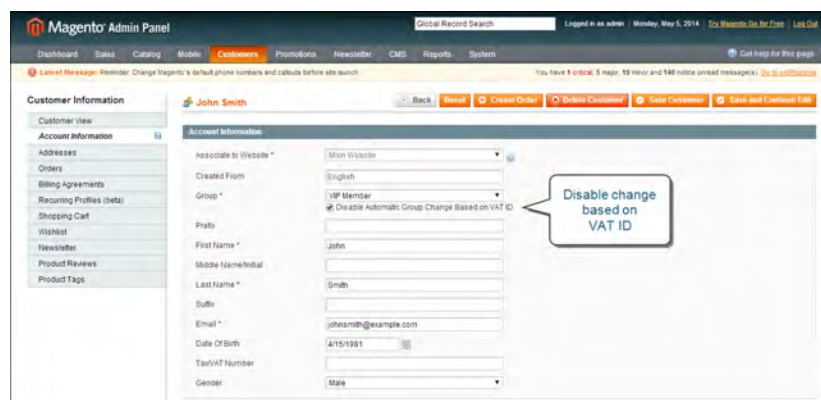 Magento® Admin Panel
Global Record Search
Logged in as admin | Monday, May 5, 2014 | Try Magento Go for Free | Log Out
Dashboard Sales Catalog Mobile Customers Promotions Newsletter CMS Reports System Get help for this page
Latest Message: Reminder: Change Magento's default phone numbers and callouts before site launch
You have 1 critical, 5 major, 19 minor and 148 notice unread message(s). Go to notifications
Customer Information
John Smith
Back Reset Create Order Delete Customer Save Customer Save and Continue Edit
Customer View
Account Information
Addresses
Orders
Billing Agreements
Recurring Profiles (beta)
Shopping Cart
Wishlist
Newsletter
Product Reviews
Product Tags
Account Information
Associate to Website * Main Website
Created From English
Group * VIP Member
Disable Automatic Group Change Based on VAT ID
Prefix
First Name * John
Middle Name/Initial
Last Name * Smith
Suffix
Email * johnsmith@example.com
Date Of Birth 4/15/1981
Tax/VAT Number
Gender Male
Disable change
based on
VAT ID